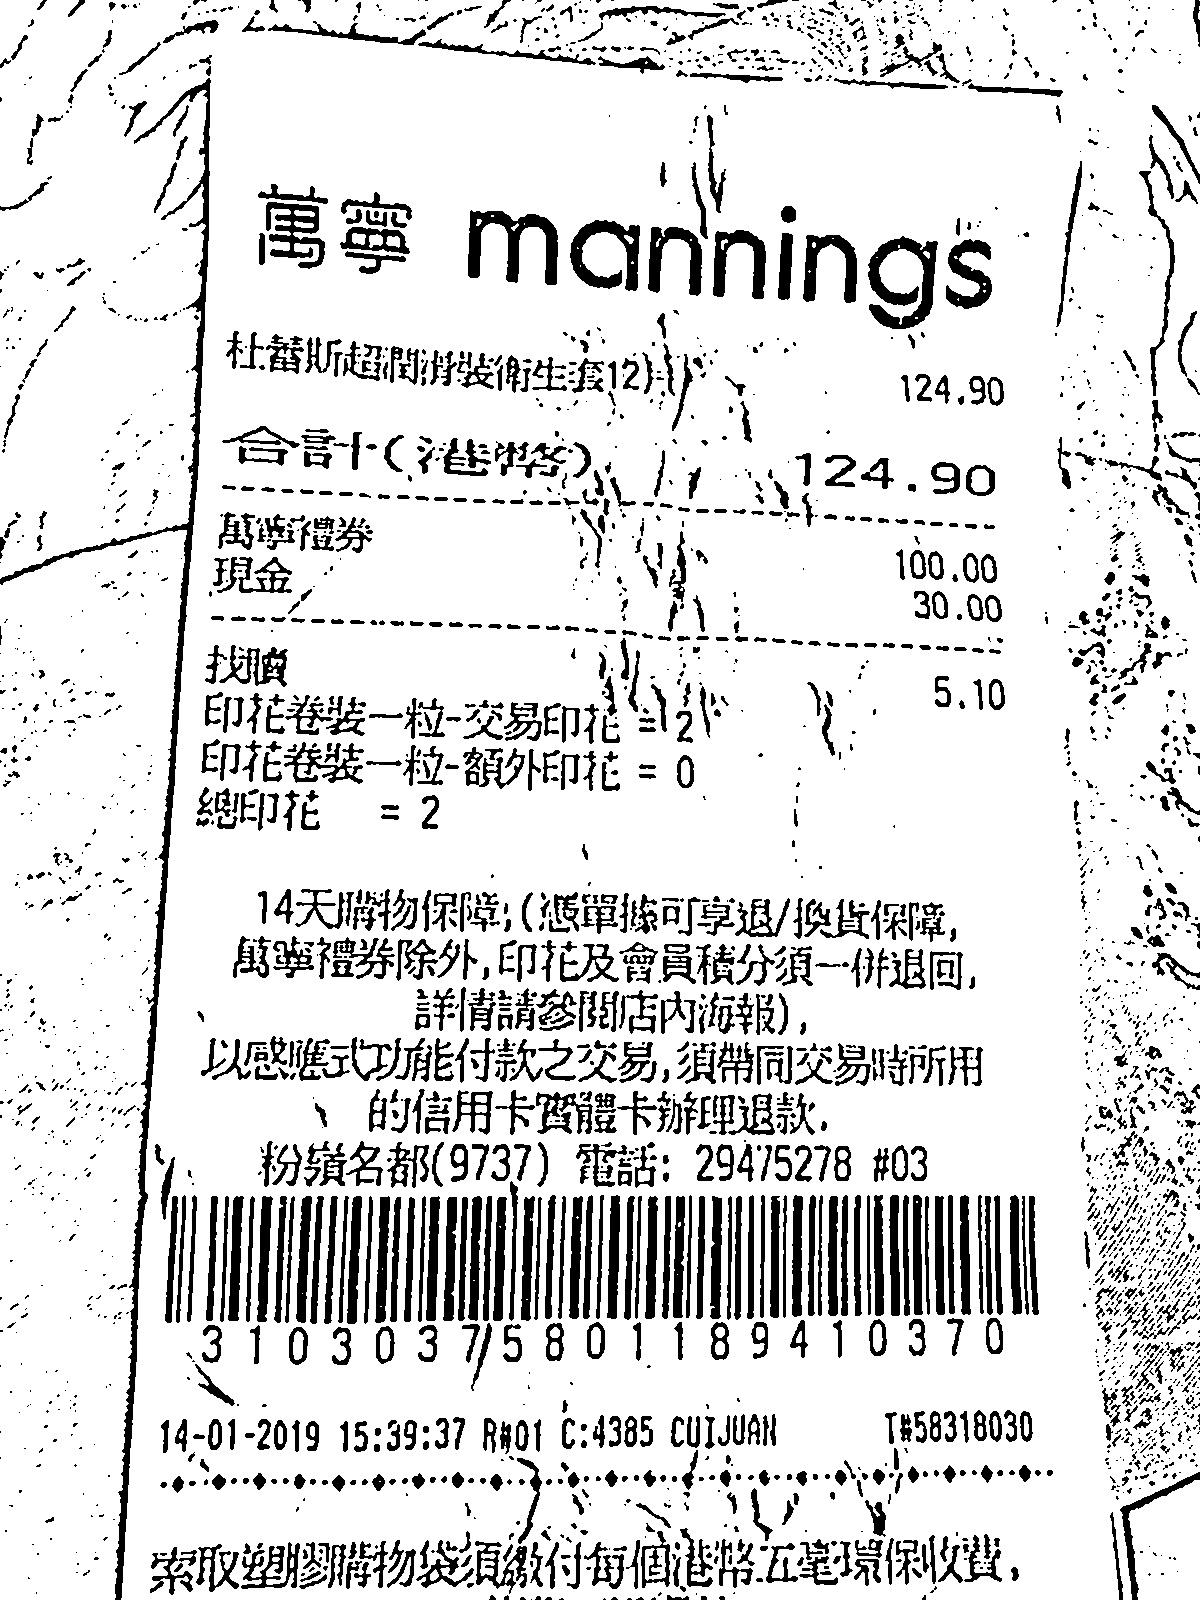 萬寧 mannings
杜蕾斯超潤滑裝衛生套12片 124.90
合計(港幣) 124.90
萬寧禮券 100.00
現金 30.00
找贖 5.10
印花卷裝一粒-交易印花 = 2
印花卷裝一粒-額外印花 = 0
總印花 = 2
14天購物保障;(憑單據可享退/換貨保障,
萬寧禮券除外,印花及會員積分須一併退回,
詳情請參閱店內海報),
以感應式功能付款之交易,須帶同交易時所用
的信用卡實體卡辦理退款.
粉嶺名都(9737) 電話: 29475278 #03
31030375801189410370
14-01-2019 15:39:37 R#01 C:4385 CUIJUAN T#58318030
索取塑膠購物袋須繳付每個港幣五毫環保收費,